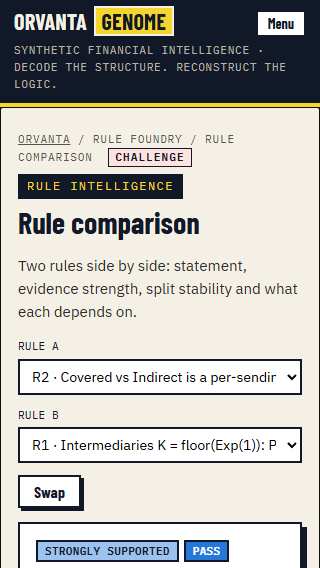 ORVANTA GENOME
Menu
SYNTHETIC FINANCIAL INTELLIGENCE ·
DECODE THE STRUCTURE. RECONSTRUCT THE
LOGIC.
ORVANTA / RULE FOUNDRY / RULE
COMPARISON CHALLENGE
RULE INTELLIGENCE
Rule comparison
Two rules side by side: statement,
evidence strength, split stability and what
each depends on.
RULE A
R2 · Covered vs Indirect is a per-sendin
RULE B
R1 · Intermediaries K = floor(Exp(1)): P
Swap
STRONGLY SUPPORTED PASS